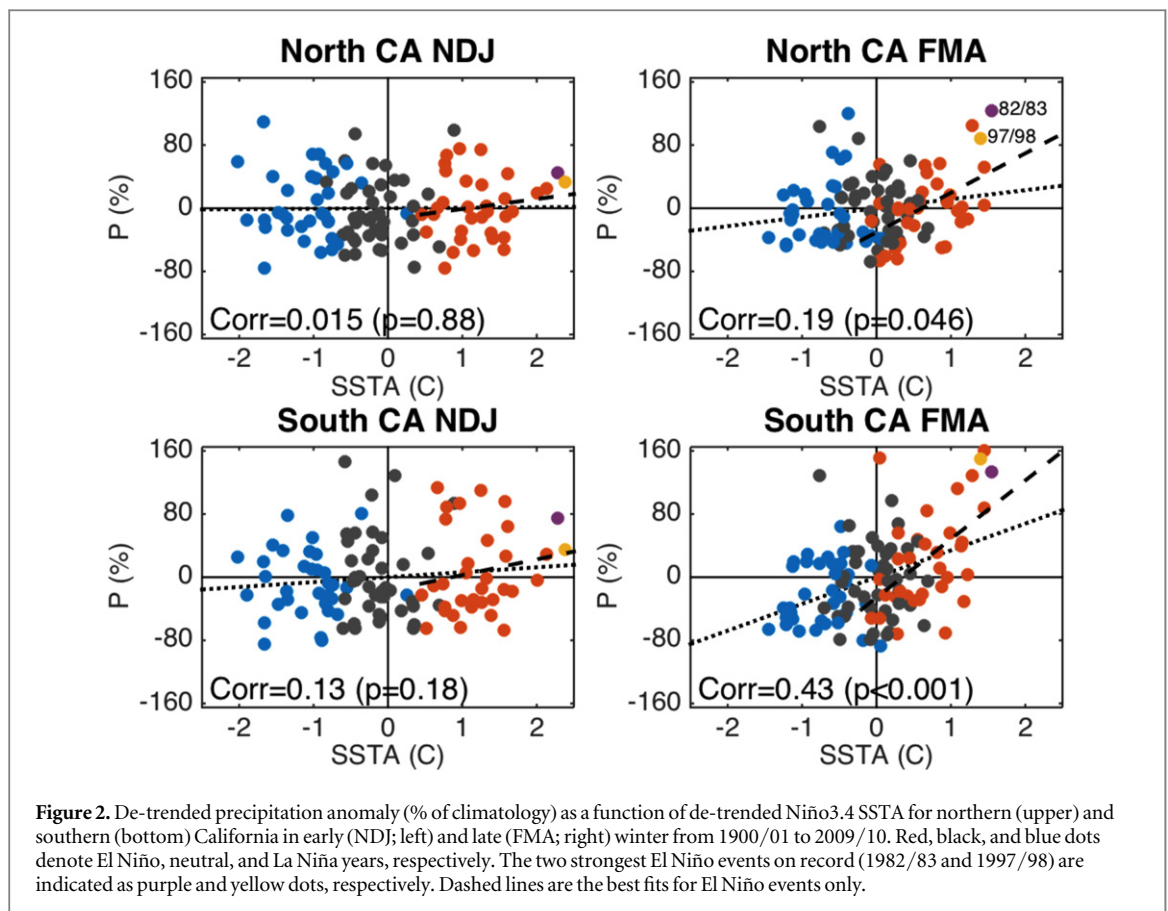 North CA NDJ
160
80
0
-80
-160
P (%)
Corr=0.015 (p=0.88)
-2 -1 0 1 2
SSTA (C)
North CA FMA
160
80
0
-80
-160
P (%)
82/83
97/98
Corr=0.19 (p=0.046)
-2 -1 0 1 2
SSTA (C)
South CA NDJ
160
80
0
-80
-160
P (%)
Corr=0.13 (p=0.18)
-2 -1 0 1 2
SSTA (C)
South CA FMA
160
80
0
-80
-160
P (%)
Corr=0.43 (p<0.001)
-2 -1 0 1 2
SSTA (C)
Figure 2. De-trended precipitation anomaly (% of climatology) as a function of de-trended Niño3.4 SSTA for northern (upper) and
southern (bottom) California in early (NDJ; left) and late (FMA; right) winter from 1900/01 to 2009/10. Red, black, and blue dots
denote El Niño, neutral, and La Niña years, respectively. The two strongest El Niño events on record (1982/83 and 1997/98) are
indicated as purple and yellow dots, respectively. Dashed lines are the best fits for El Niño events only.